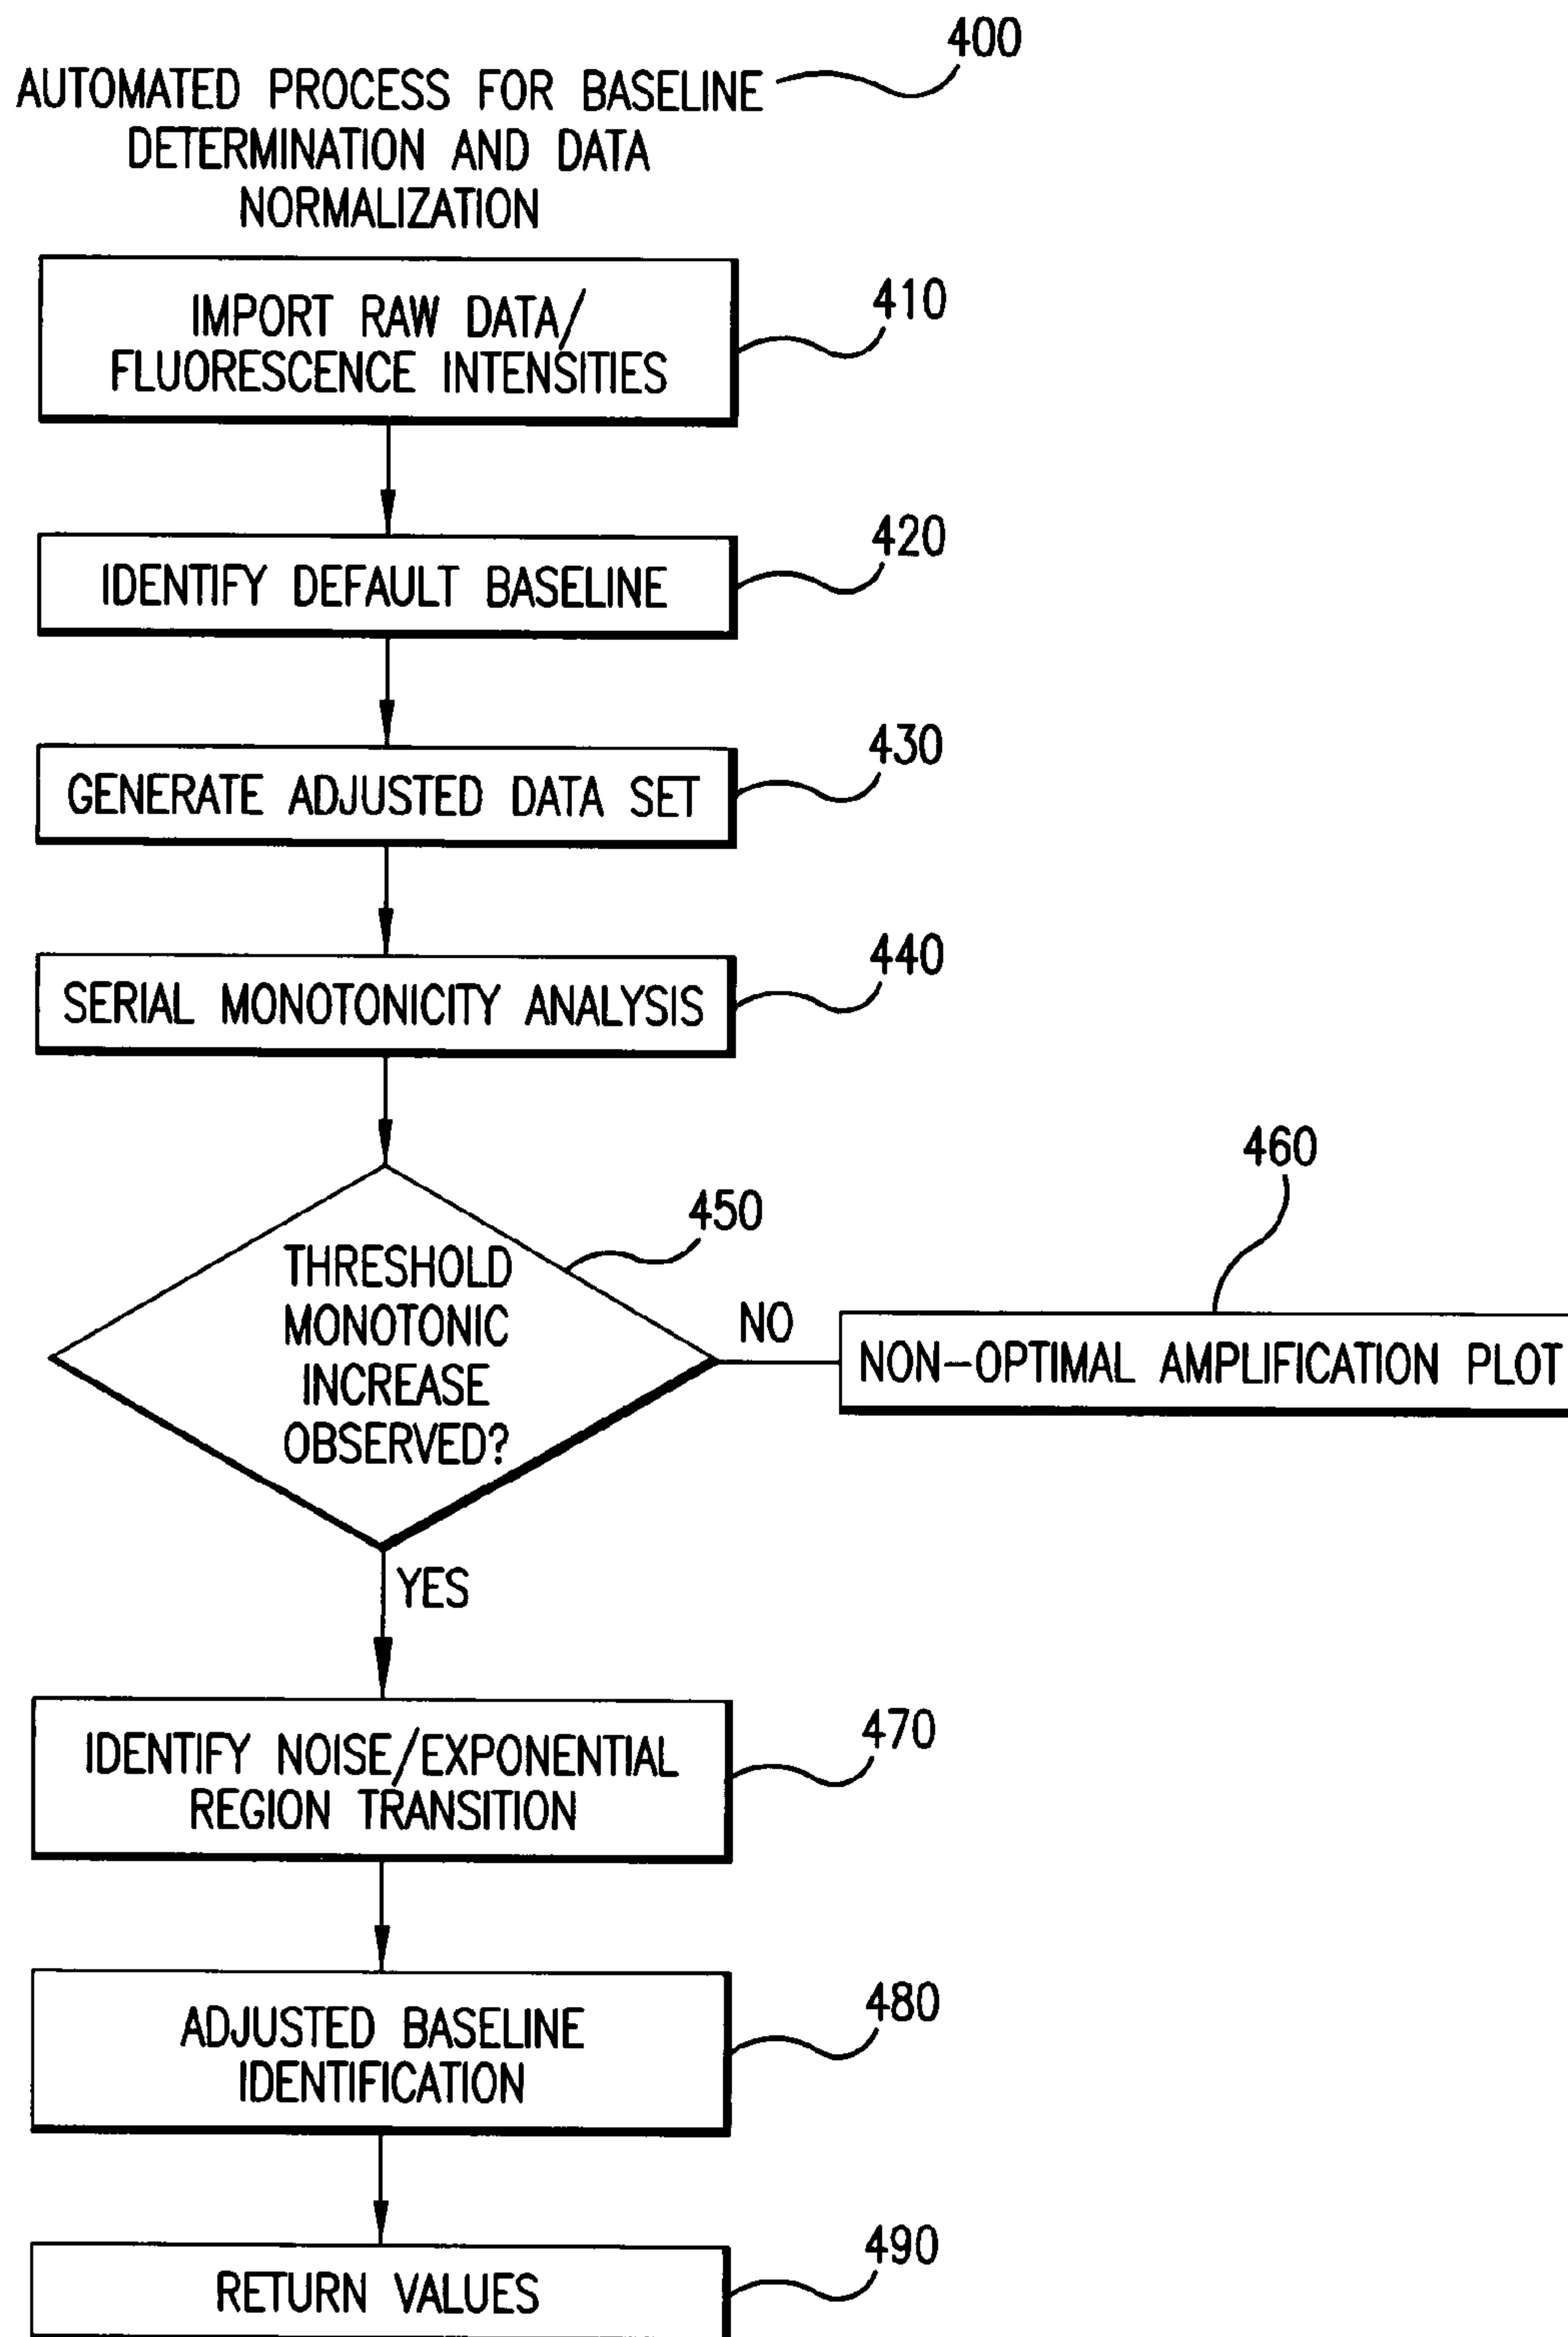 400
AUTOMATED PROCESS FOR BASELINE
DETERMINATION AND DATA
NORMALIZATION
IMPORT RAW DATA/
FLUORESCENCE INTENSITIES
410
IDENTIFY DEFAULT BASELINE
420
GENERATE ADJUSTED DATA SET
430
SERIAL MONOTONICITY ANALYSIS
440
THRESHOLD
MONOTONIC
INCREASE
OBSERVED?
450
NO
460
NON-OPTIMAL AMPLIFICATION PLOT
YES
IDENTIFY NOISE/EXPONENTIAL
REGION TRANSITION
470
ADJUSTED BASELINE
IDENTIFICATION
480
RETURN VALUES
490